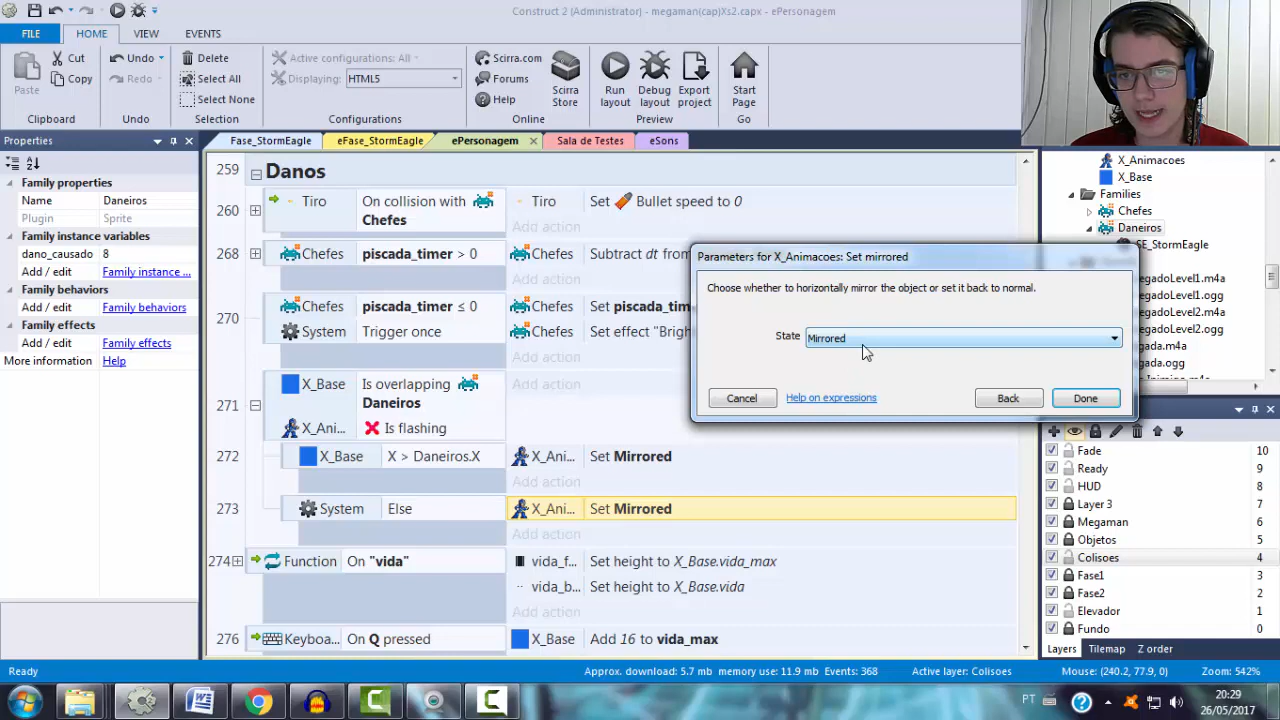 Construct 2 (Administrator) - megaman(cap)Xs2.capx - ePersonagem
FILE HOME VIEW EVENTS
Paste Cut Copy Undo Redo Delete Select All Select None
Active configurations: All
Displaying: HTML5
Scirra.com Forums Help Scirra Store
Run layout Debug layout Export project Start Page
Clipboard Undo Selection Configurations Online Preview Go
Properties
Fase_StormEagle eFase_StormEagle ePersonagem Sala de Testes eSons
Family properties
Name Daneiros
Plugin Sprite
Family instance variables
dano_causado 8
Add / edit Family instance ...
Family behaviors
Add / edit Family behaviors
Family effects
Add / edit Family effects
More information Help
259 Danos
260 Tiro On collision with Chefes Tiro Set Bullet speed to 0
Add action
268 Chefes piscada_timer > 0 Chefes Subtract dt from
270 Chefes piscada_timer ≤ 0 Chefes Set piscada_tim
System Trigger once Chefes Set effect "Brigh
Add action
271 X_Base Is overlapping Daneiros Add action
X_Ani... Is flashing
272 X_Base X > Daneiros.X X_Ani... Set Mirrored
Add action
273 System Else X_Ani... Set Mirrored
Add action
274 Function On "vida" vida_f... Set height to X_Base.vida_max
vida_b... Set height to X_Base.vida
Add action
276 Keyboa... On Q pressed X_Base Add 16 to vida_max
Parameters for X_Animacoes: Set mirrored
Choose whether to horizontally mirror the object or set it back to normal.
State Mirrored
Cancel Help on expressions Back Done
X_Animacoes
X_Base
Families
Chefes
Daneiros
SE_StormEagle
egadoLevel1.m4a
egadoLevel1.ogg
egadoLevel2.m4a
egadoLevel2.ogg
gada.m4a
gada.ogg
Fade 10
Ready 9
HUD 8
Layer 3 7
Megaman 6
Objetos 5
Colisoes 4
Fase1 3
Fase2 2
Elevador 1
Fundo 0
Layers Tilemap Z order
Ready Approx. download: 5.7 mb memory use: 11.9 mb Events: 368 Active layer: Colisoes Mouse: (240.2, 77.9, 0) Zoom: 542%
PT 20:29
26/05/2017